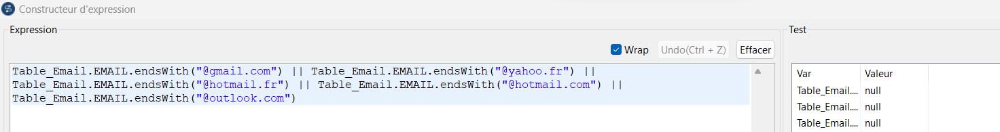 Constructeur d'expression
Expression
Test
Wrap Undo(Ctrl + Z) Effacer
Table_Email.EMAIL.endsWith("@gmail.com") || Table_Email.EMAIL.endsWith("@yahoo.fr") ||
Table_Email.EMAIL.endsWith("@hotmail.fr") || Table_Email.EMAIL.endsWith("@hotmail.com") ||
Table_Email.EMAIL.endsWith("@outlook.com")
Var Valeur
Table_Email.... null
Table_Email.... null
Table_Email.... null